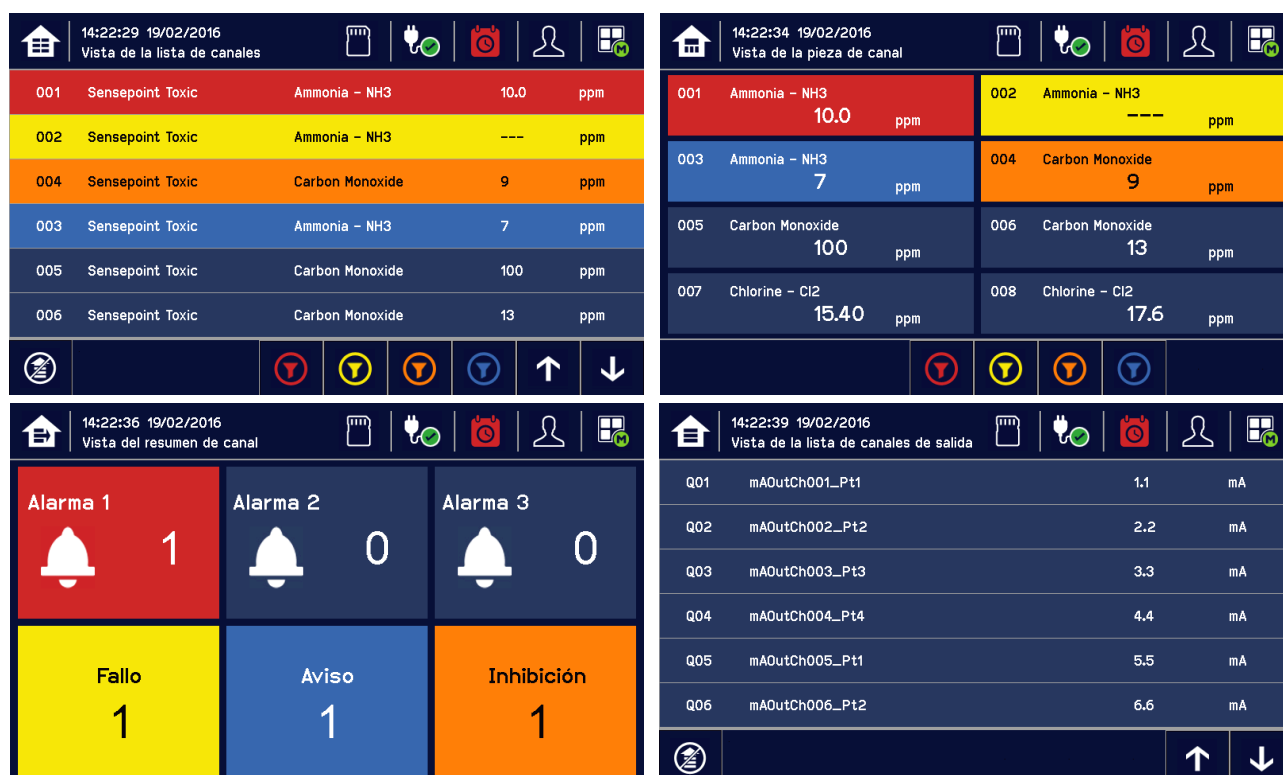 14:22:29 19/02/2016
Vista de la lista de canales
001 Sensepoint Toxic Ammonia - NH3 10.0 ppm
002 Sensepoint Toxic Ammonia - NH3 --- ppm
004 Sensepoint Toxic Carbon Monoxide 9 ppm
003 Sensepoint Toxic Ammonia - NH3 7 ppm
005 Sensepoint Toxic Carbon Monoxide 100 ppm
006 Sensepoint Toxic Carbon Monoxide 13 ppm
14:22:34 19/02/2016
Vista de la pieza de canal
M
001 Ammonia - NH3
10.0 ppm
002 Ammonia - NH3
--- ppm
003 Ammonia - NH3
7 ppm
004 Carbon Monoxide
9 ppm
005 Carbon Monoxide
100 ppm
006 Carbon Monoxide
13 ppm
007 Chlorine - Cl2
15.40 ppm
008 Chlorine - Cl2
17.6 ppm
14:22:36 19/02/2016
Vista del resumen de canal
M
Alarma 1
1
Alarma 2
0
Alarma 3
0
Fallo
1
Aviso
1
Inhibición
1
14:22:39 19/02/2016
Vista de la lista de canales de salida
M
Q01 mAOutCh001_Pt1 1.1 mA
Q02 mAOutCh002_Pt2 2.2 mA
Q03 mAOutCh003_Pt3 3.3 mA
Q04 mAOutCh004_Pt4 4.4 mA
Q05 mAOutCh005_Pt1 5.5 mA
Q06 mAOutCh006_Pt2 6.6 mA